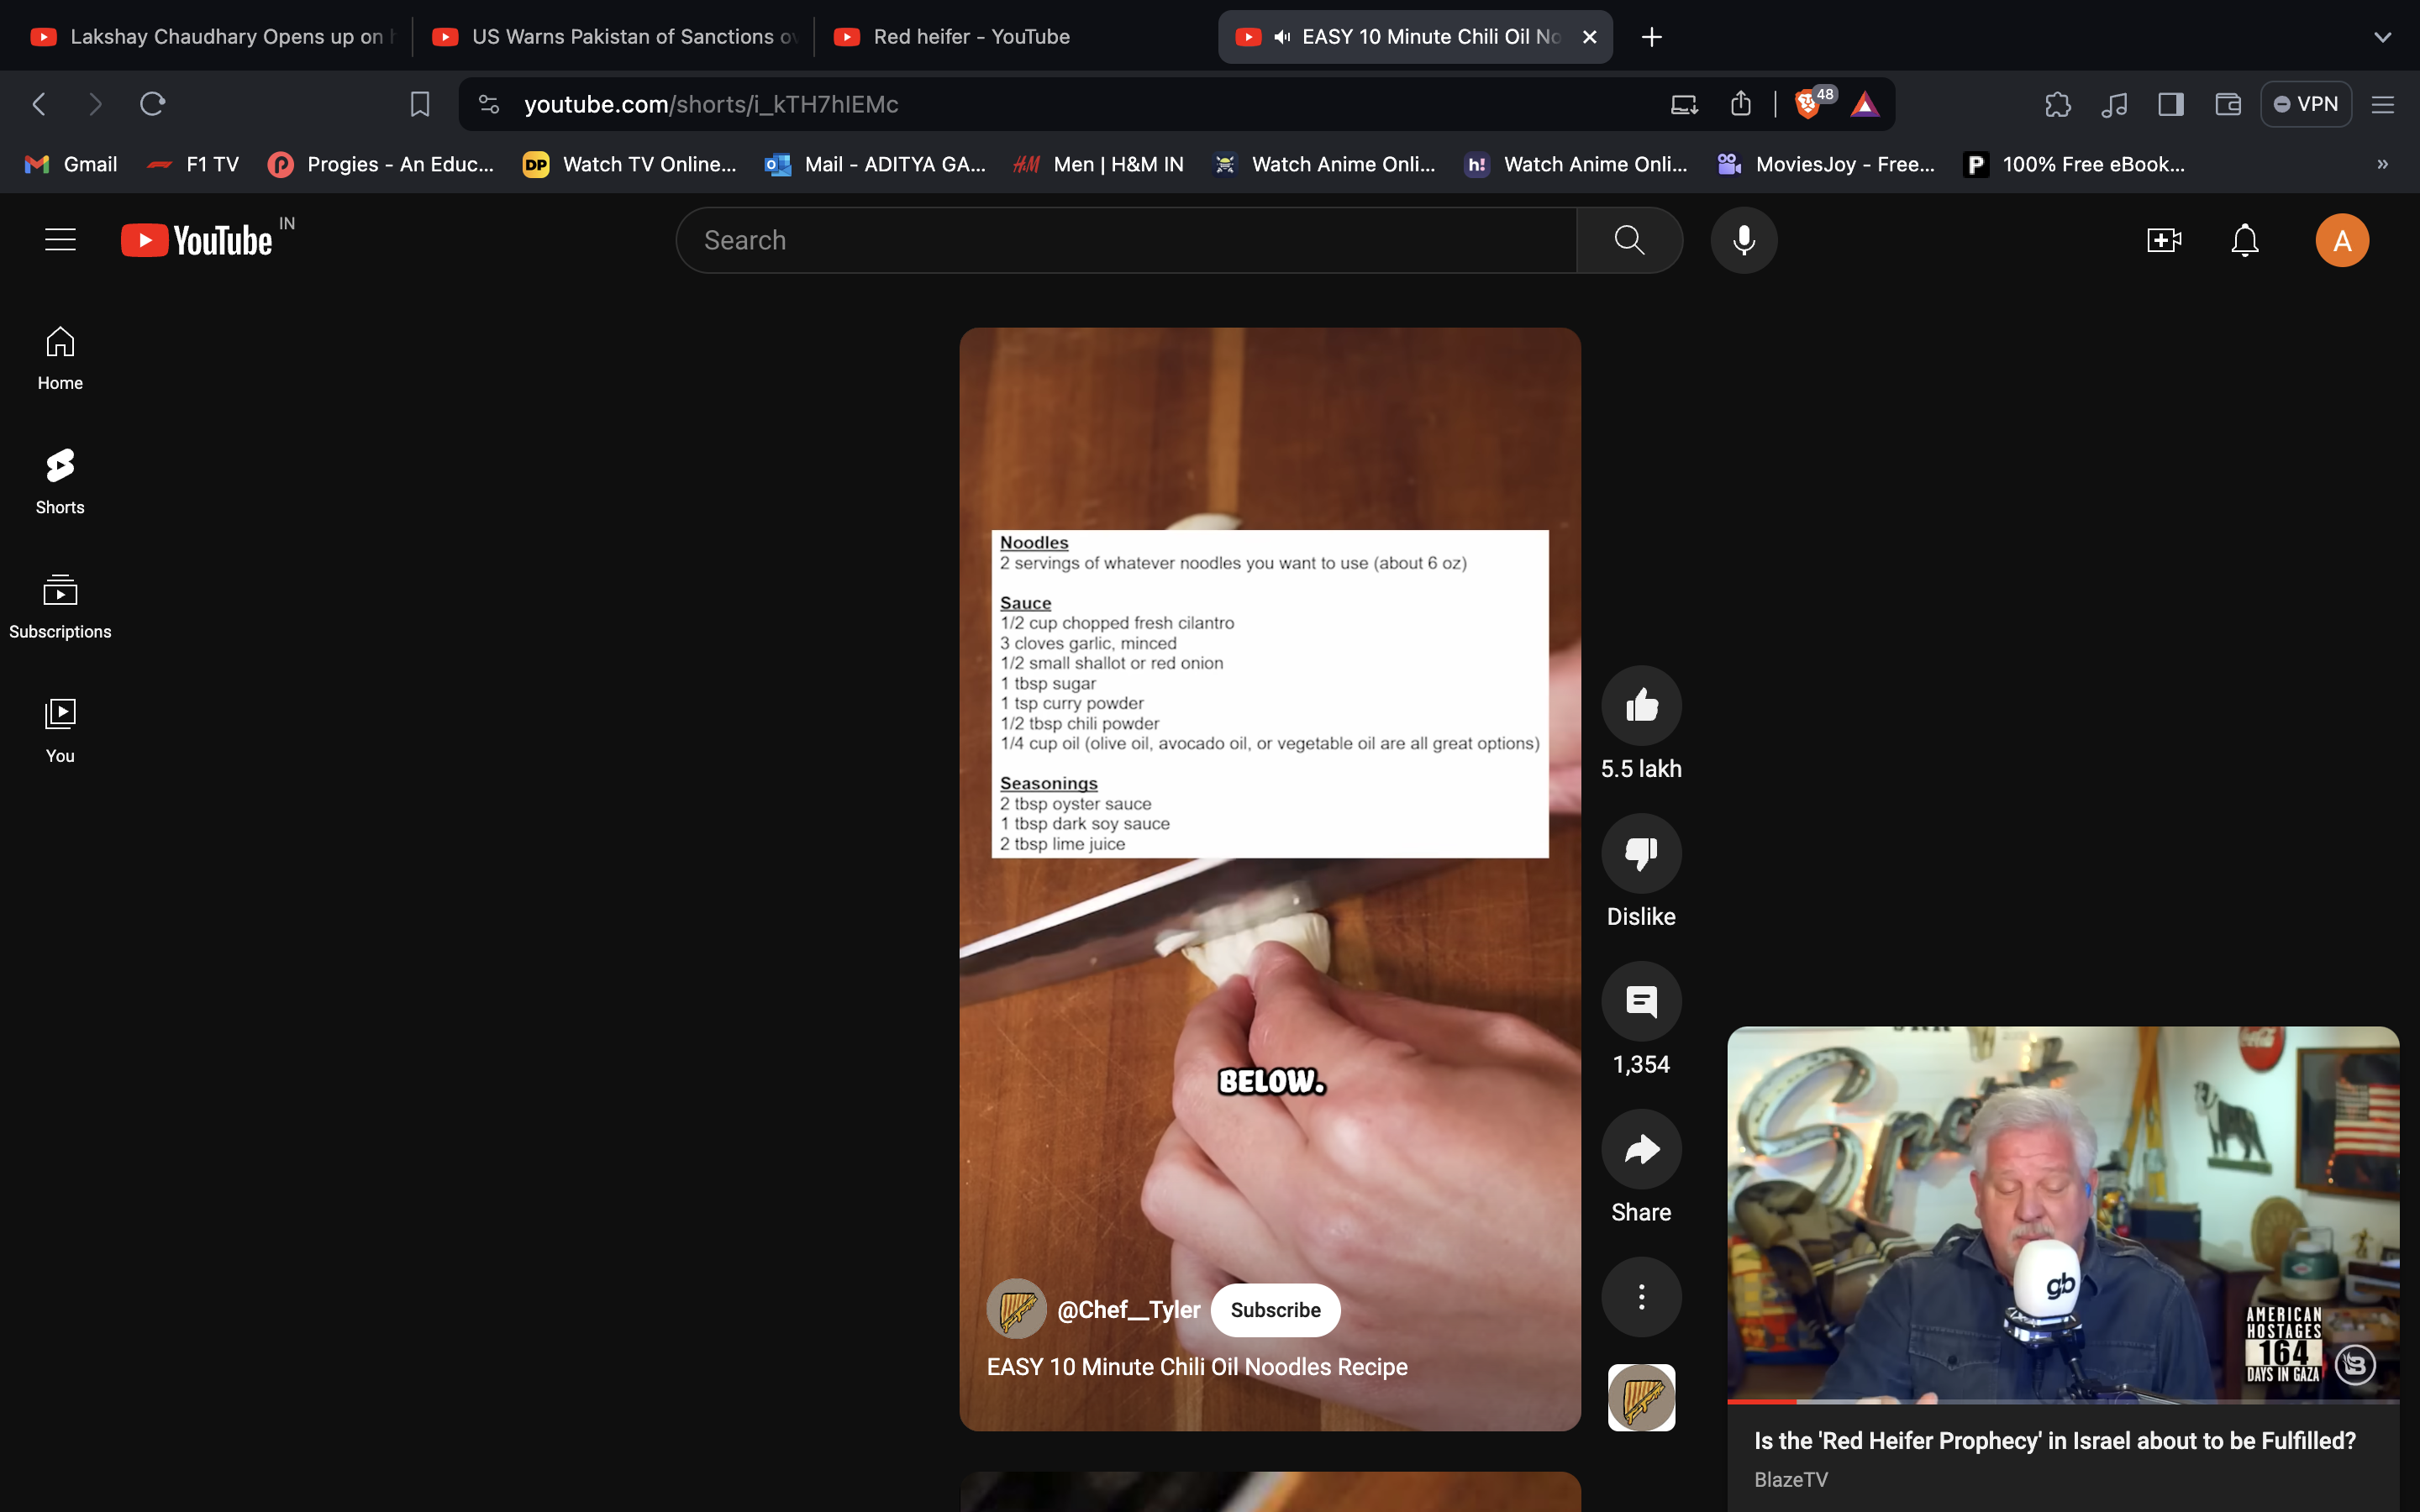 Lakshay Chaudhary Opens up on h
US Warns Pakistan of Sanctions ov
Red heifer - YouTube
EASY 10 Minute Chili Oil No
youtube.com/shorts/i_kTH7hIEMc
48
VPN
Gmail
F1 TV
Progies - An Educ...
DP
Watch TV Online...
Mail - ADITYA GA...
H&M
Men | H&M IN
Watch Anime Onli...
h!
Watch Anime Onli...
MoviesJoy - Free...
P
100% Free eBook...
YouTube IN
Search
A
Home
Shorts
Subscriptions
You
Noodles
2 servings of whatever noodles you want to use (about 6 oz)
Sauce
1/2 cup chopped fresh cilantro
3 cloves garlic, minced
1/2 small shallot or red onion
1 tbsp sugar
1 tsp curry powder
1/2 tbsp chili powder
1/4 cup oil (olive oil, avocado oil, or vegetable oil are all great options)
Seasonings
2 tbsp oyster sauce
1 tbsp dark soy sauce
2 tbsp lime juice
BELOW.
@Chef__Tyler
Subscribe
EASY 10 Minute Chili Oil Noodles Recipe
5.5 lakh
Dislike
1,354
Share
gb
AMERICAN
HOSTAGES
164
DAYS IN GAZA
B
Is the 'Red Heifer Prophecy' in Israel about to be Fulfilled?
BlazeTV